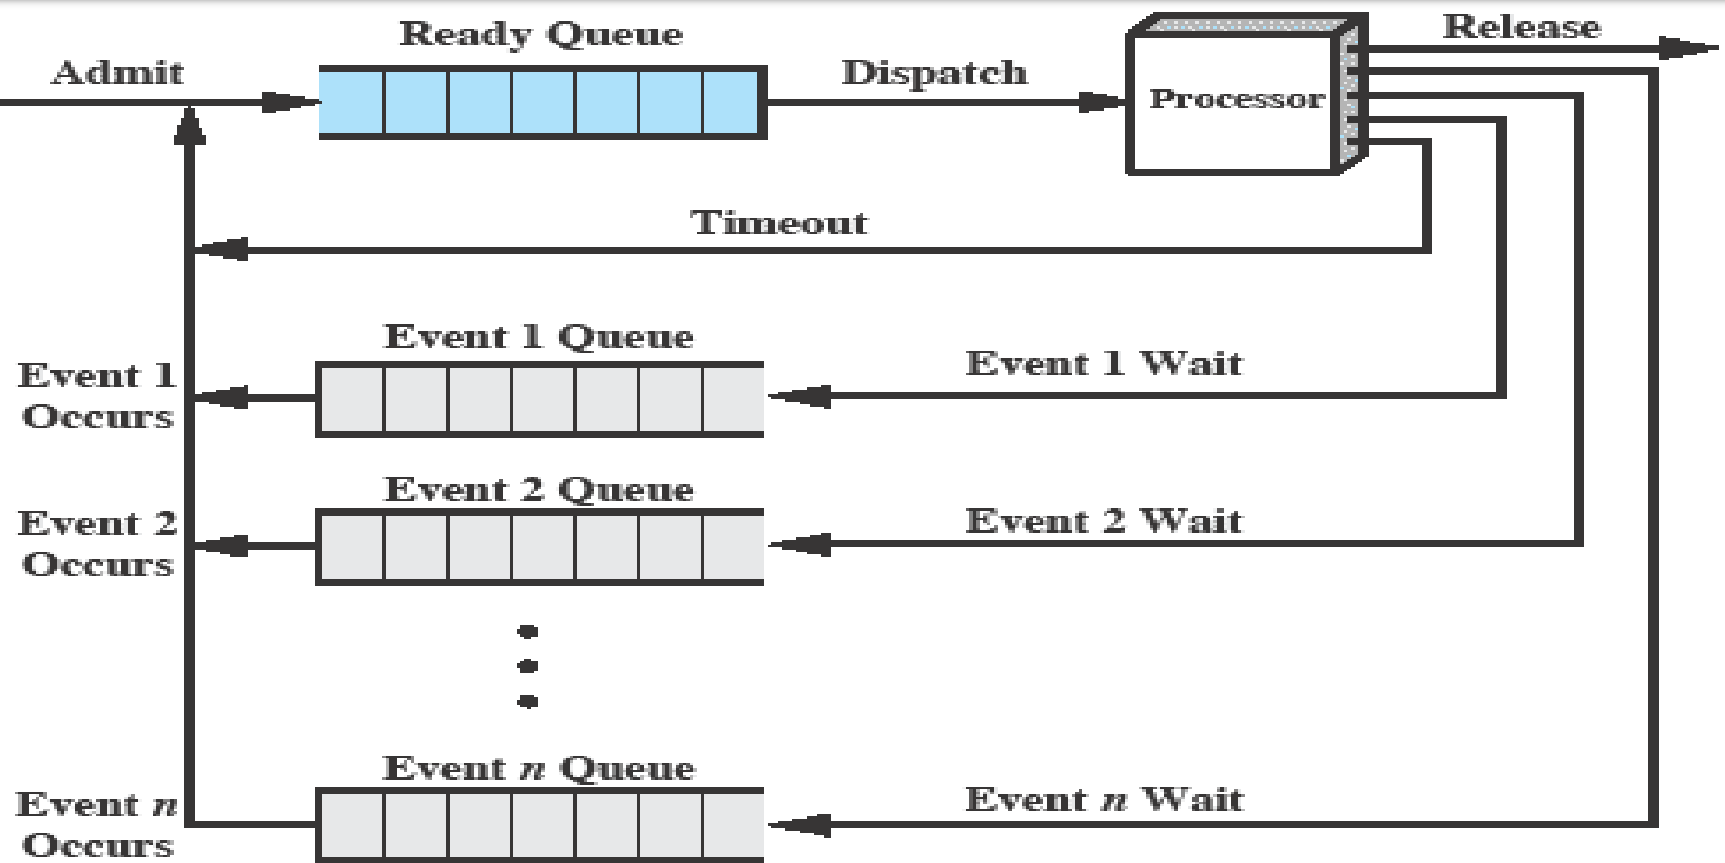 Ready Queue
Release
Admit
Dispatch
Processor
Timeout
Event 1 Queue
Event 1 Wait
Event 1
Occurs
Event 2 Queue
Event 2 Wait
Event 2
Occurs
Event n Queue
Event n Wait
Event n
Occurs